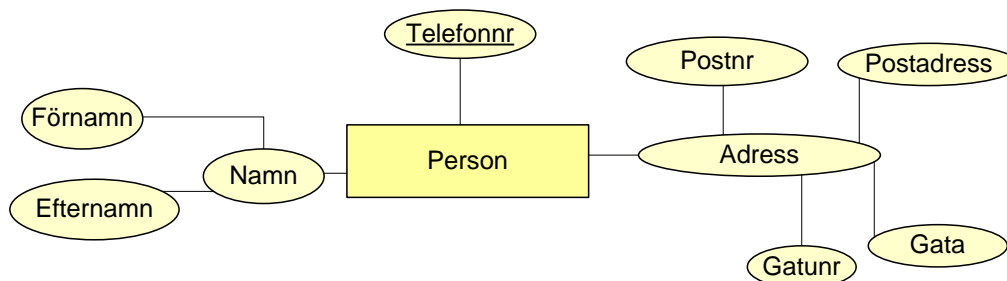 Telefonnr
Postnr
Postadress
Förnamn
Person
Adress
Namn
Efternamn
Gata
Gatunr